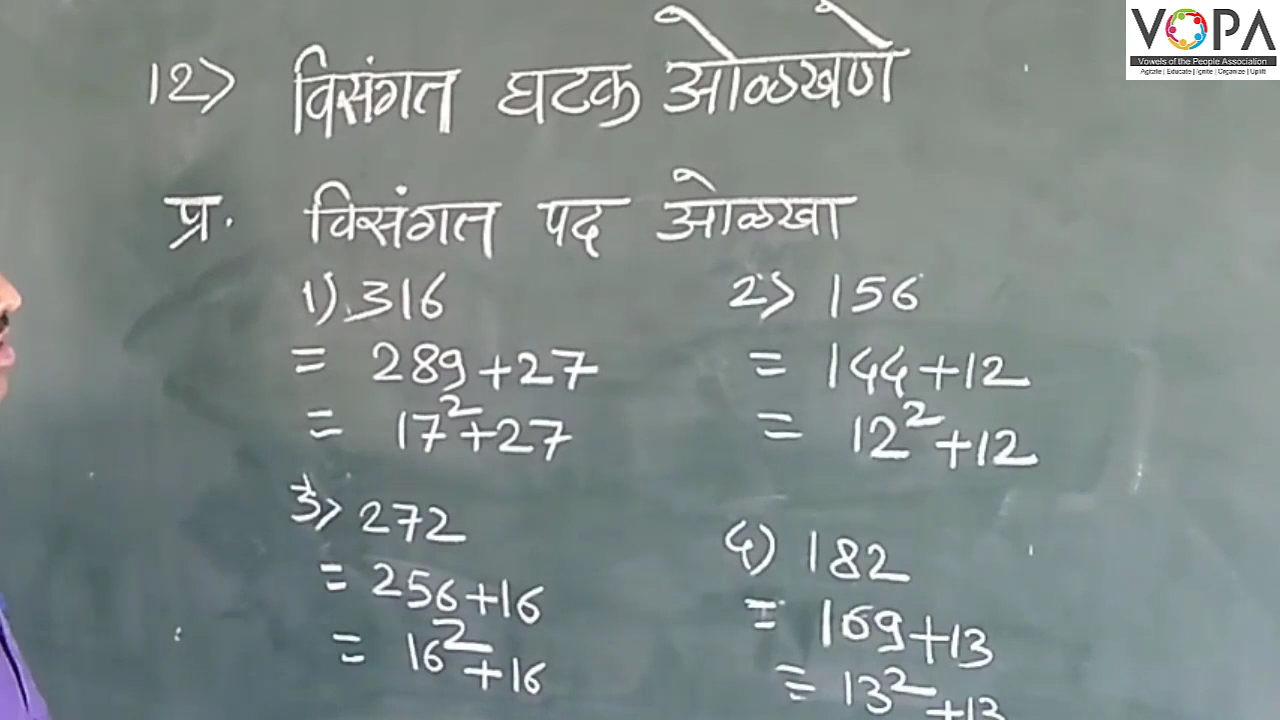 VOPA
Vowels of the People Association
Agitate | Educate | Ignite | Organize | Uplift
12> विसंगत घटक ओळखणे
प्र. विसंगत पद ओळखा
1) 316
= 289+27
= 17²+27
2> 156
= 144+12
= 12²+12
3> 272
= 256+16
= 16²+16
4) 182
= 169+13
= 13²+13